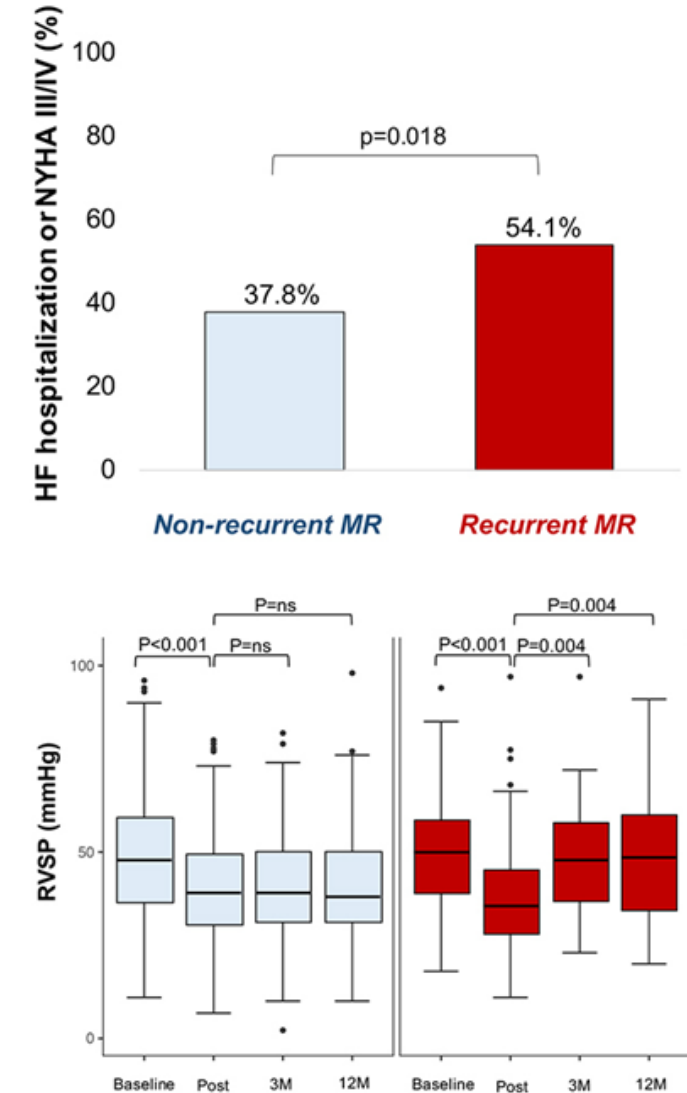 HF hospitalization or NYHA III/IV (%)
100
80
60
40
20
0
p=0.018
37.8%
54.1%
Non-recurrent MR
Recurrent MR
RVSP (mmHg)
100
50
0
P=ns
P<0.001
P=ns
P=0.004
P<0.001
P=0.004
Baseline
Post
3M
12M
Baseline
Post
3M
12M